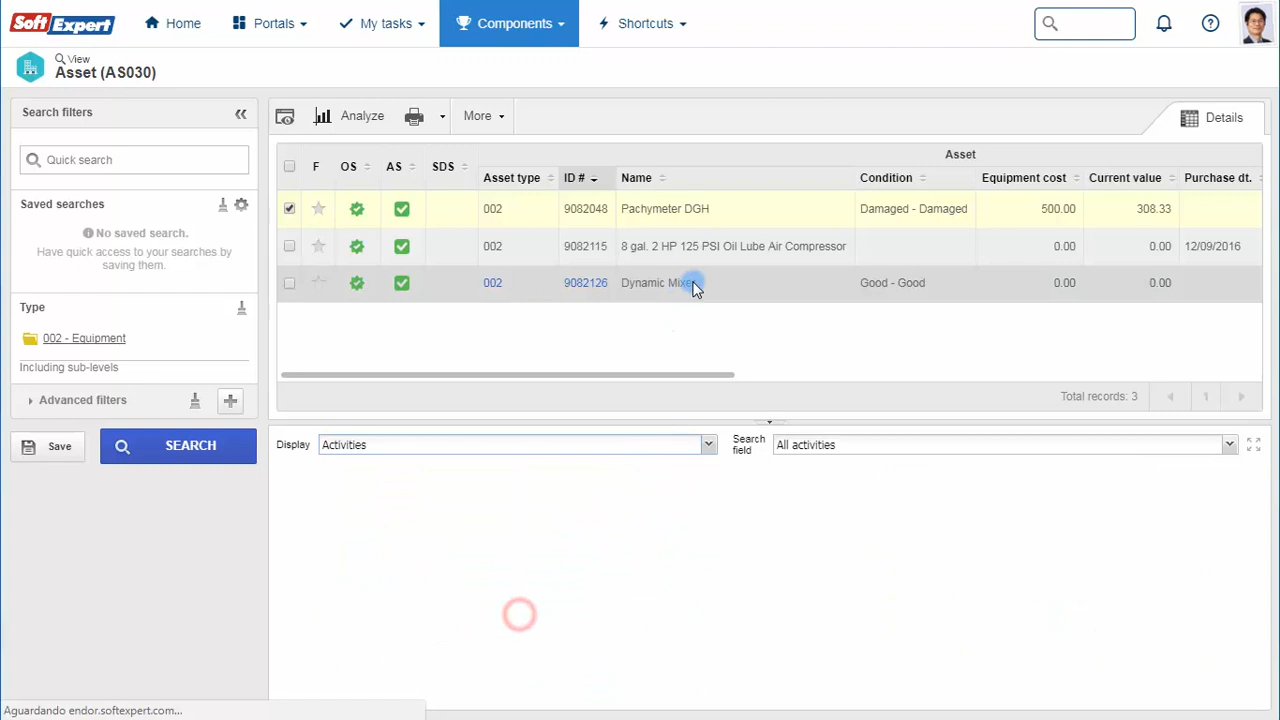 SoftExpert
Home
Portals
My tasks
Components
Shortcuts
View
Asset (AS030)
Search filters
Quick search
Saved searches
No saved search.
Have quick access to your searches by
saving them.
Type
002 - Equipment
Including sub-levels
Advanced filters
Save
SEARCH
Analyze
More
Details
Asset
F OS AS SDS Asset type ID # Name Condition Equipment cost Current value Purchase dt.
002 9082048 Pachymeter DGH Damaged - Damaged 500.00 308.33
002 9082115 8 gal. 2 HP 125 PSI Oil Lube Air Compressor 0.00 0.00 12/09/2016
002 9082126 Dynamic Mixer Good - Good 0.00 0.00
Total records: 3
1
Display Activities
Search
field
All activities
Aguardando endor.softexpert.com...